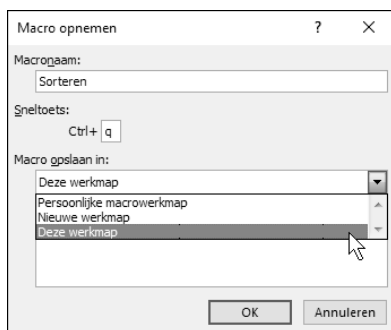 Macro opnemen ? ×
Macronaam:
Sorteren
Sneltoets:
Ctrl+ q
Macro opslaan in:
Deze werkmap
Persoonlijke macrowerkmap
Nieuwe werkmap
Deze werkmap
OK Annuleren